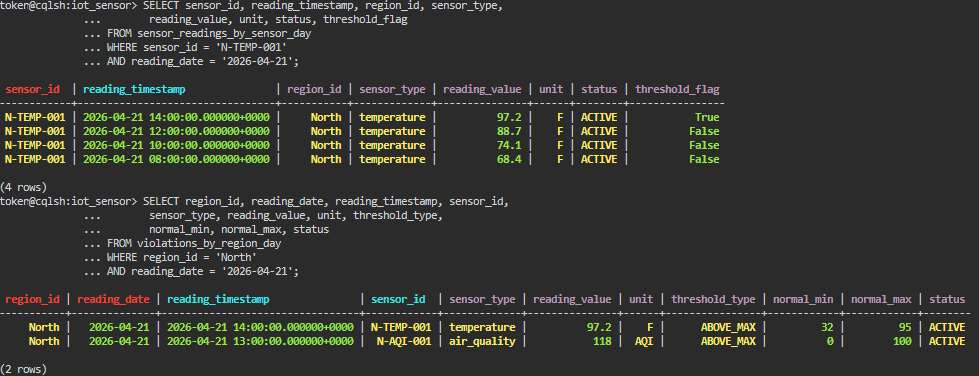 token@cqlsh:iot_sensor> SELECT sensor_id, reading_timestamp, region_id, sensor_type,
                    ...        reading_value, unit, status, threshold_flag
                    ... FROM sensor_readings_by_sensor_day
                    ... WHERE sensor_id = 'N-TEMP-001'
                    ... AND reading_date = '2026-04-21';
sensor_id | reading_timestamp | region_id | sensor_type | reading_value | unit | status | threshold_flag
-----------+---------------------------------+-----------+-------------+---------------+------+--------+----------------
N-TEMP-001 | 2026-04-21 14:00:00.000000+0000 | North | temperature | 97.2 | F | ACTIVE | True
N-TEMP-001 | 2026-04-21 12:00:00.000000+0000 | North | temperature | 88.7 | F | ACTIVE | False
N-TEMP-001 | 2026-04-21 10:00:00.000000+0000 | North | temperature | 74.1 | F | ACTIVE | False
N-TEMP-001 | 2026-04-21 08:00:00.000000+0000 | North | temperature | 68.4 | F | ACTIVE | False
(4 rows)
token@cqlsh:iot_sensor> SELECT region_id, reading_date, reading_timestamp, sensor_id,
                    ...        sensor_type, reading_value, unit, threshold_type,
                    ...        normal_min, normal_max, status
                    ... FROM violations_by_region_day
                    ... WHERE region_id = 'North'
                    ... AND reading_date = '2026-04-21';
region_id | reading_date | reading_timestamp | sensor_id | sensor_type | reading_value | unit | threshold_type | normal_min | normal_max | status
-----------+--------------+---------------------------------+------------+-------------+---------------+------+----------------+------------+------------+--------
North | 2026-04-21 | 2026-04-21 14:00:00.000000+0000 | N-TEMP-001 | temperature | 97.2 | F | ABOVE_MAX | 32 | 95 | ACTIVE
North | 2026-04-21 | 2026-04-21 13:00:00.000000+0000 | N-AQI-001 | air_quality | 118 | AQI | ABOVE_MAX | 0 | 100 | ACTIVE
(2 rows)